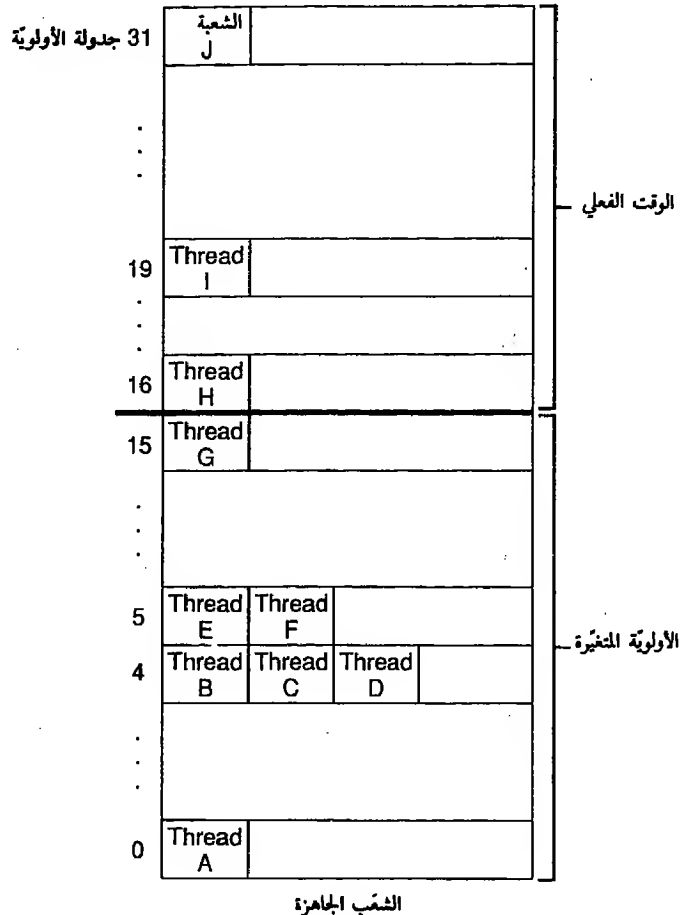 جدولة الأولويّة 31
الشعبة
J
الوقت الفعلي
19
Thread
I
16
Thread
H
15
Thread
G
5
Thread
E
Thread
F
الأولويّة المتغيّرة
4
Thread
B
Thread
C
Thread
D
0
Thread
A
الشعَب الجاهزة